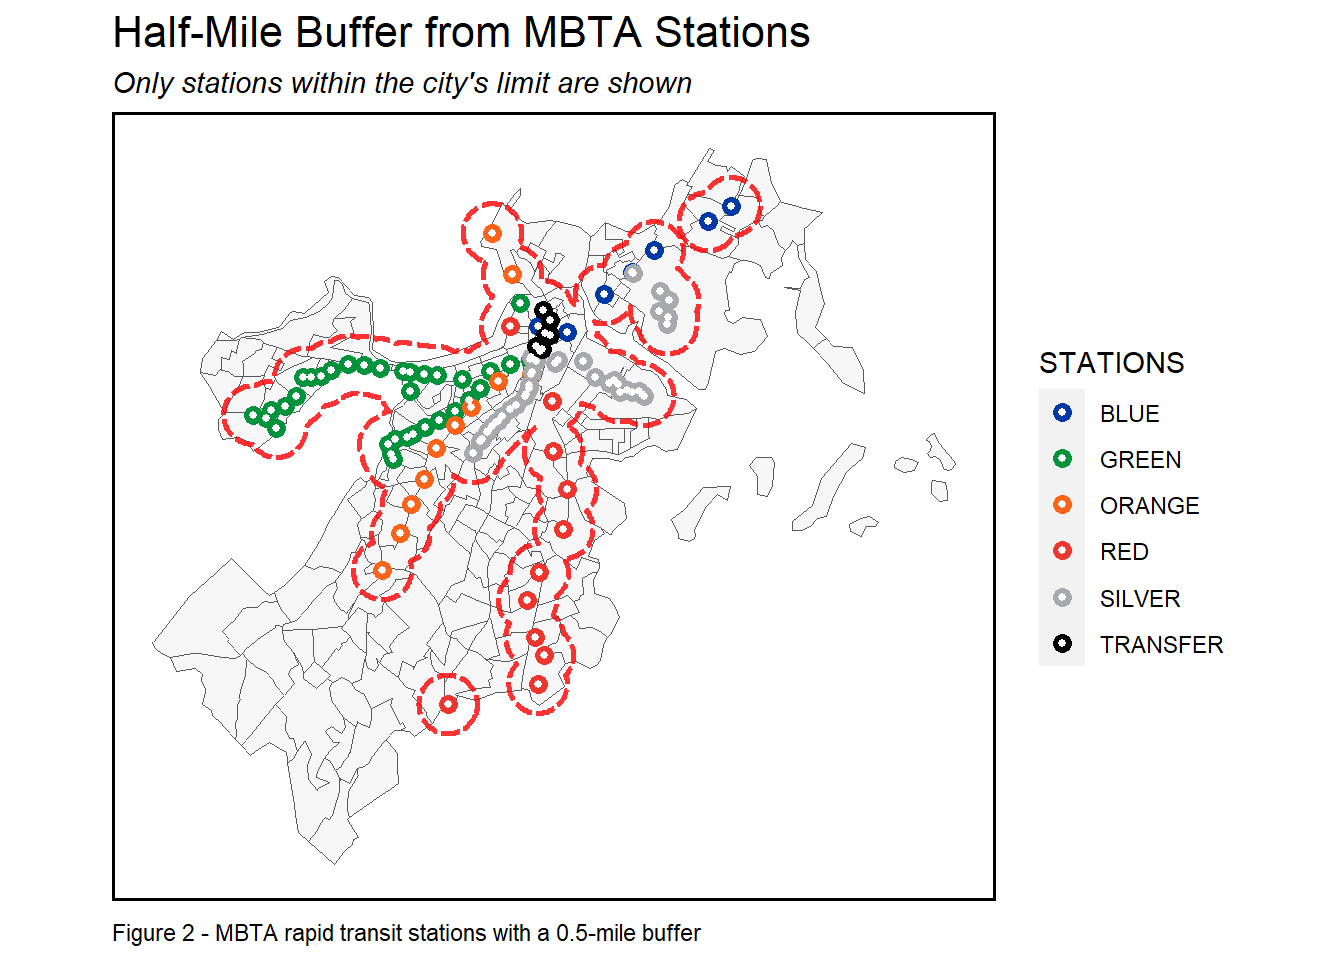 Half-Mile Buffer from MBTA Stations
Only stations within the city's limit are shown
STATIONS
BLUE
GREEN
ORANGE
RED
SILVER
TRANSFER
Figure 2 - MBTA rapid transit stations with a 0.5-mile buffer